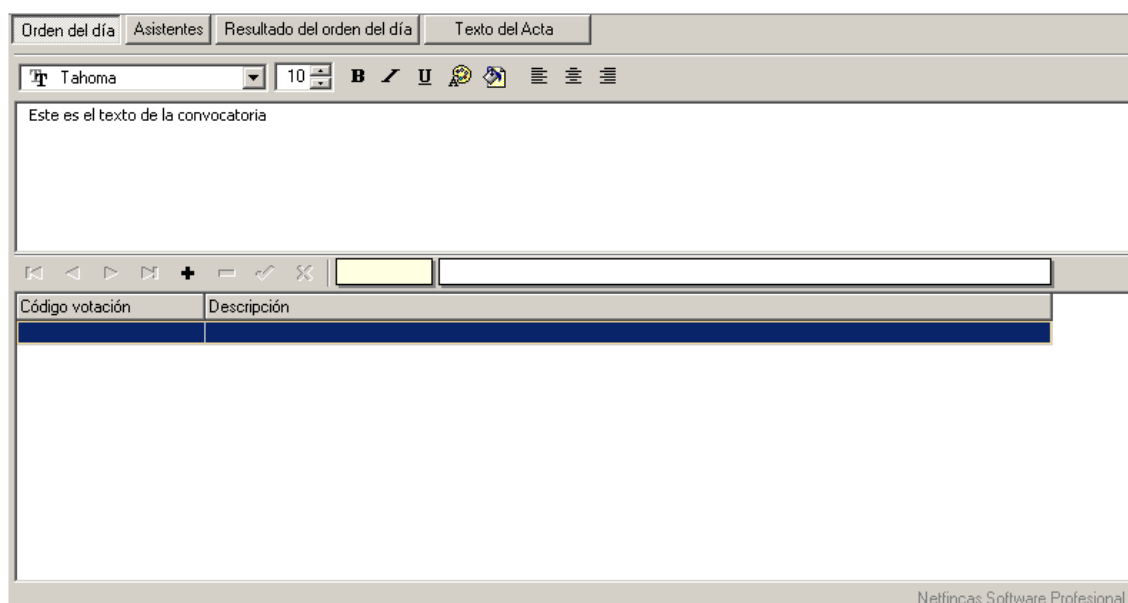 Orden del día Asistentes Resultado del orden del día Texto del Acta
Tahoma 10 B I U
Este es el texto de la convocatoria
Código votación Descripción
Netfincas Software Profesional